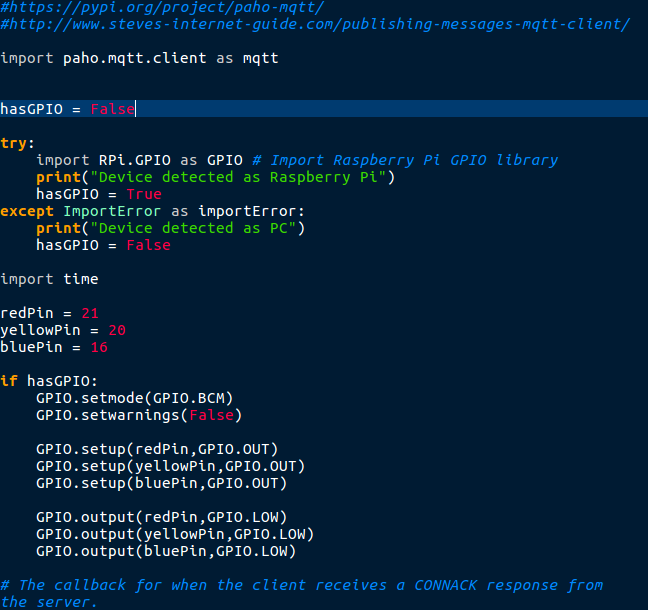 #https://pypi.org/project/paho-mqtt/
#http://www.steves-internet-guide.com/publishing-messages-mqtt-client/

import paho.mqtt.client as mqtt


hasGPIO = False

try:
    import RPi.GPIO as GPIO # Import Raspberry Pi GPIO library
    print("Device detected as Raspberry Pi")
    hasGPIO = True
except ImportError as importError:
    print("Device detected as PC")
    hasGPIO = False

import time

redPin = 21
yellowPin = 20
bluePin = 16

if hasGPIO:
    GPIO.setmode(GPIO.BCM)
    GPIO.setwarnings(False)

    GPIO.setup(redPin,GPIO.OUT)
    GPIO.setup(yellowPin,GPIO.OUT)
    GPIO.setup(bluePin,GPIO.OUT)

    GPIO.output(redPin,GPIO.LOW)
    GPIO.output(yellowPin,GPIO.LOW)
    GPIO.output(bluePin,GPIO.LOW)

# The callback for when the client receives a CONNACK response from
the server.